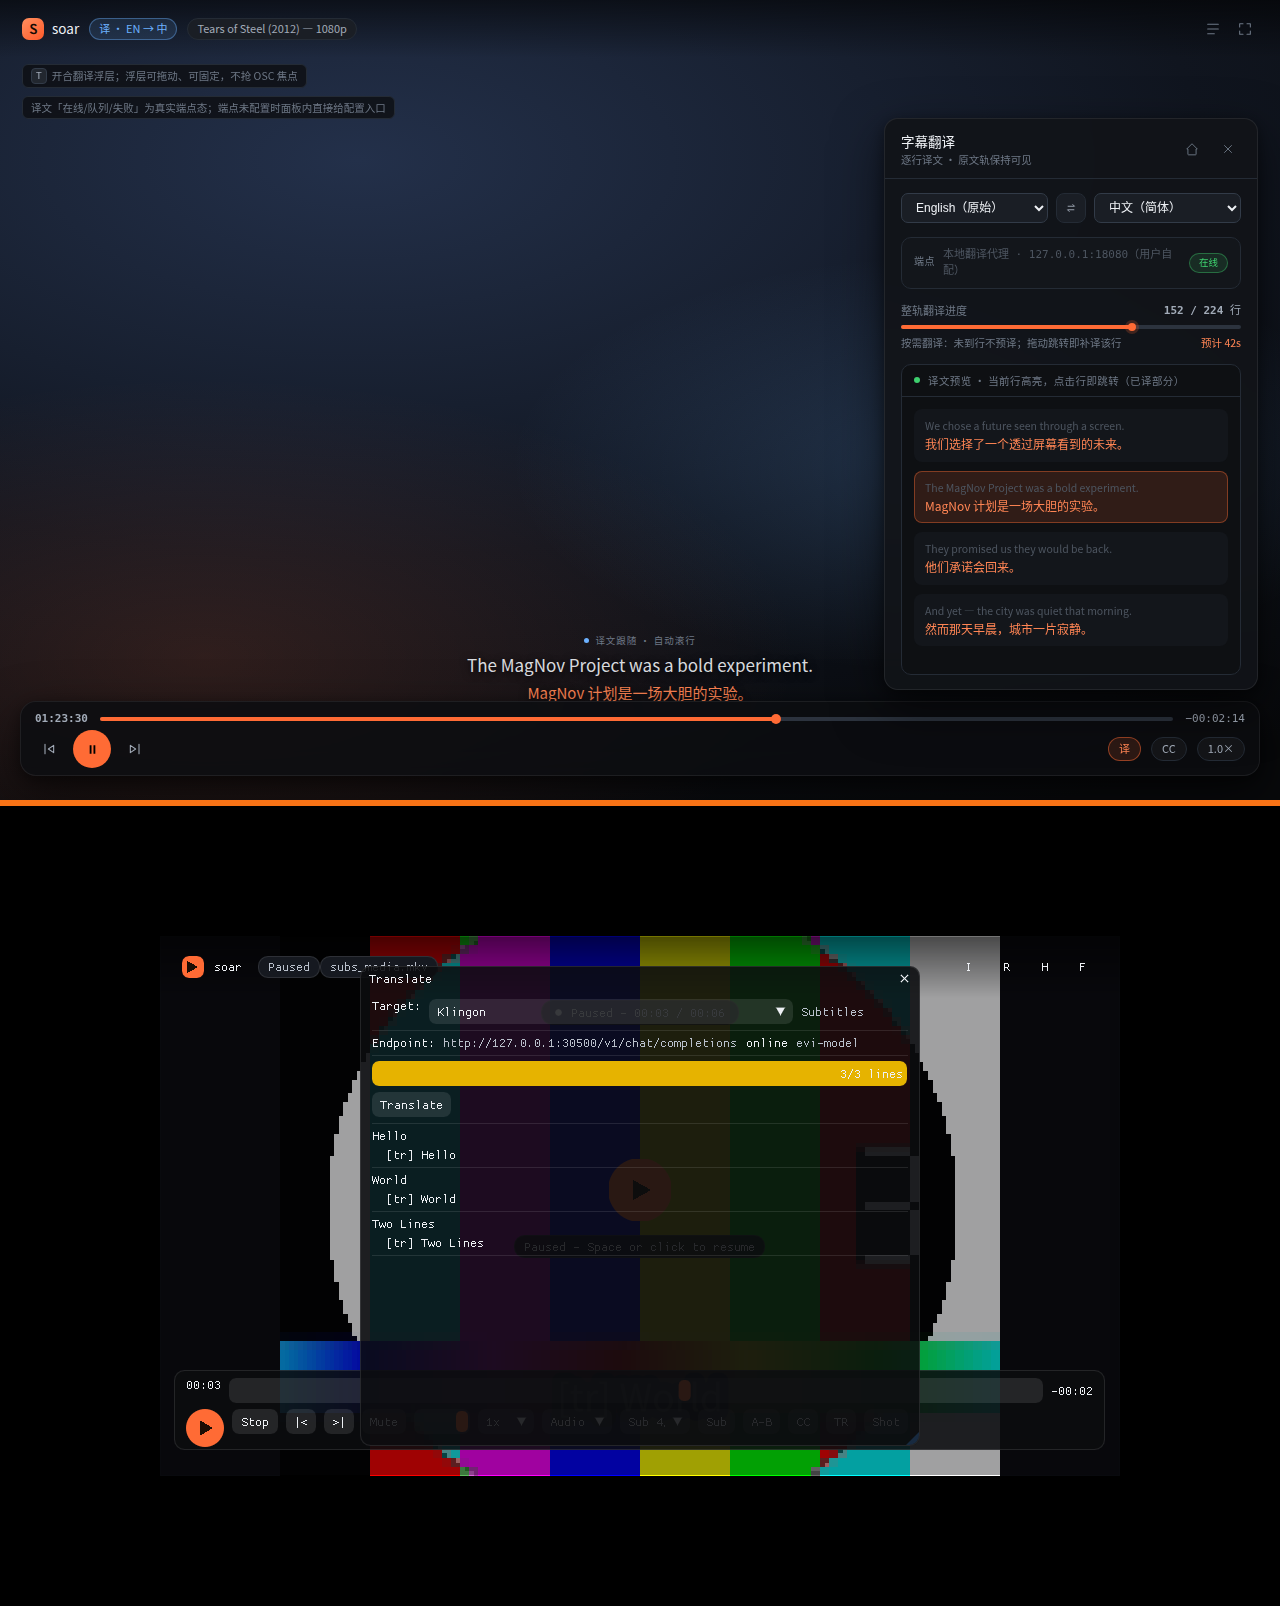 S soar 译 · EN → 中 Tears of Steel (2012) — 1080p
T 开合翻译浮层；浮层可拖动、可固定，不抢 OSC 焦点
译文「在线/队列/失败」为真实端点态；端点未配置时面板内直接给配置入口
字幕翻译
逐行译文 · 原文轨保持可见
English（原始） ⇌ 中文（简体）
端点 本地翻译代理 · 127.0.0.1:18080（用户自配） 在线
整轨翻译进度 152 / 224 行
按需翻译：未到行不预译；拖动跳转即补译该行 预计 42s
译文预览 · 当前行高亮，点击行即跳转（已译部分）
We chose a future seen through a screen.
我们选择了一个透过屏幕看到的未来。
The MagNov Project was a bold experiment.
MagNov 计划是一场大胆的实验。
They promised us they would be back.
他们承诺会回来。
And yet — the city was quiet that morning.
然而那天早晨，城市一片寂静。
译文跟随 · 自动滚行
The MagNov Project was a bold experiment.
MagNov 计划是一场大胆的实验。
01:23:30 −00:02:14
译 CC 1.0×
soar Paused subs_media.mkv I R H F
Translate ×
Target: Klingon ▼ Subtitles
Paused - 00:03 / 00:06
Endpoint: http://127.0.0.1:30500/v1/chat/completions online evi-model
3/3 lines
Translate
Hello
[tr] Hello
World
[tr] World
Two Lines
[tr] Two Lines
Paused - Space or click to resume
[tr] World
00:03 -00:02
Stop |< >| Mute 1x ▼ Audio ▼ Sub 4. ▼ Sub A-B CC TR Shot